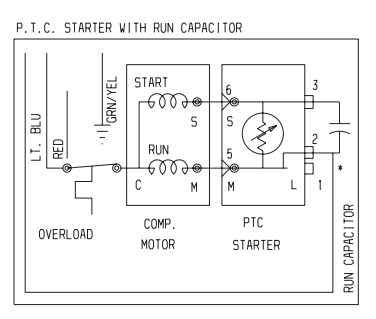 P.T.C. STARTER WITH RUN CAPACITOR
START
RUN
GRN/YEL
LT. BLU
RED
S
6
S
3
2
C
M
5
M
L
1
*
OVERLOAD
COMP.
MOTOR
PTC
STARTER
RUN CAPACITOR